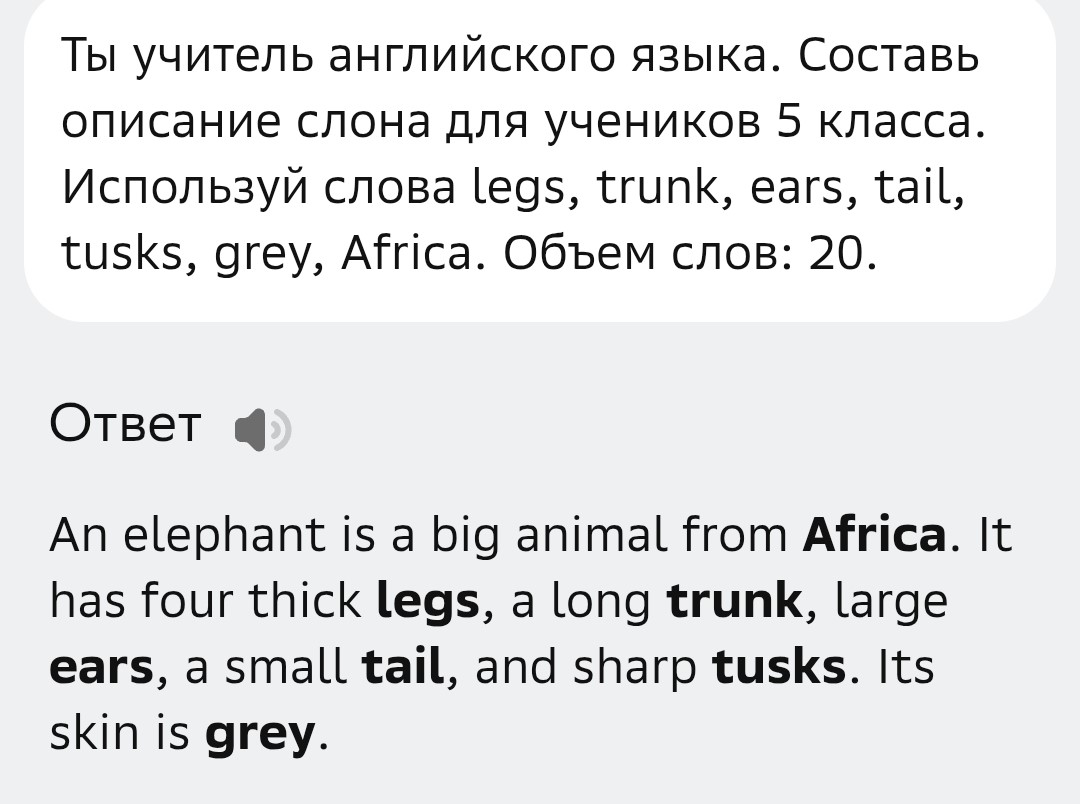 Ты учитель английского языка. Составь
описание слона для учеников 5 класса.
Используй слова legs, trunk, ears, tail,
tusks, grey, Africa. Объем слов: 20.
Ответ
An elephant is a big animal from Africa. It
has four thick legs, a long trunk, large
ears, a small tail, and sharp tusks. Its
skin is grey.